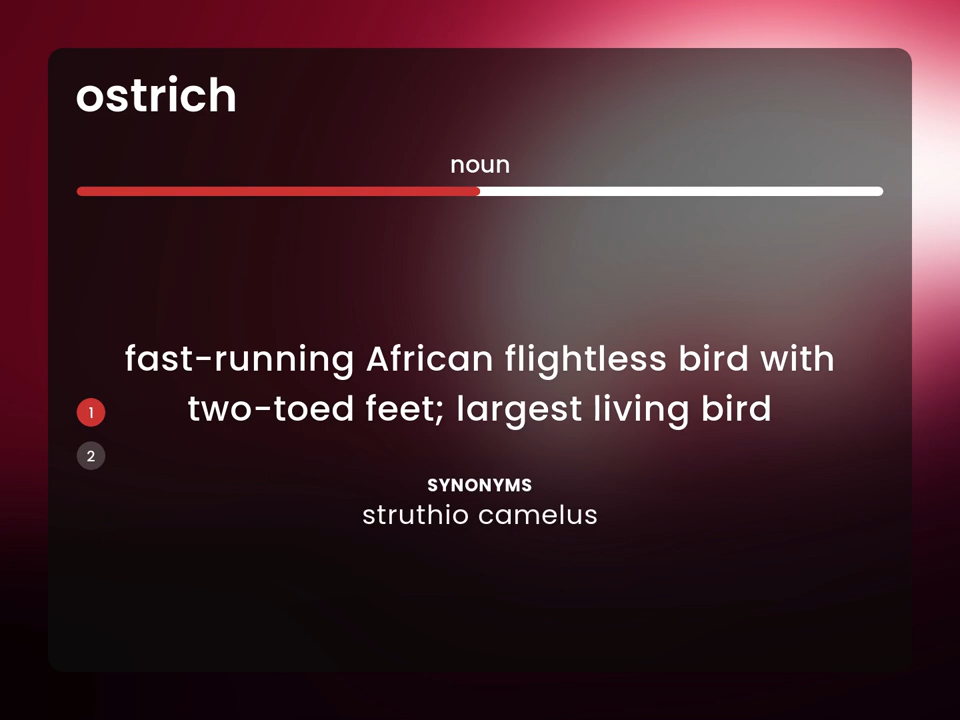 ostrich
noun
fast-running African flightless bird with
two-toed feet; largest living bird
1
2
SYNONYMS
struthio camelus